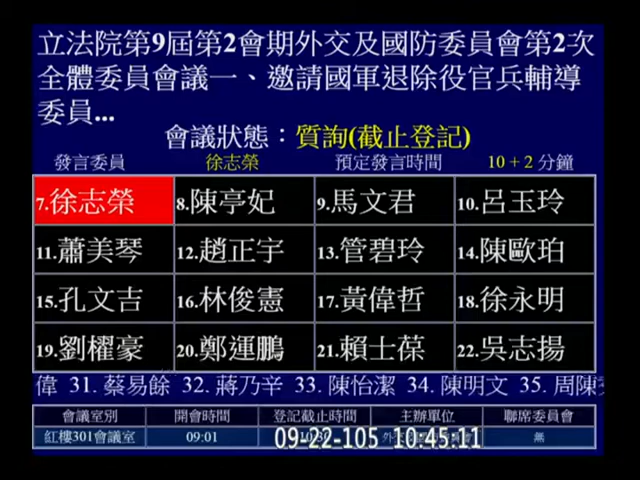 立法院第9屆第2會期外交及國防委員會第2次
全體委員會議一、邀請國軍退除役官兵輔導
委員...
會議狀態：質詢(截止登記)
發言委員 徐志榮 預定發言時間 10 + 2 分鐘
7.徐志榮 8.陳亭妃 9.馬文君 10.呂玉玲
11.蕭美琴 12.趙正宇 13.管碧玲 14.陳歐珀
15.孔文吉 16.林俊憲 17.黃偉哲 18.徐永明
19.劉櫂豪 20.鄭運鵬 21.賴士葆 22.吳志揚
偉 31. 蔡易餘 32. 蔣乃辛 33. 陳怡潔 34. 陳明文 35. 周陳
會議室別 開會時間 登記截止時間 主辦單位 聯席委員會
紅樓301會議室 09:01 無
09-22-105 10:45:11